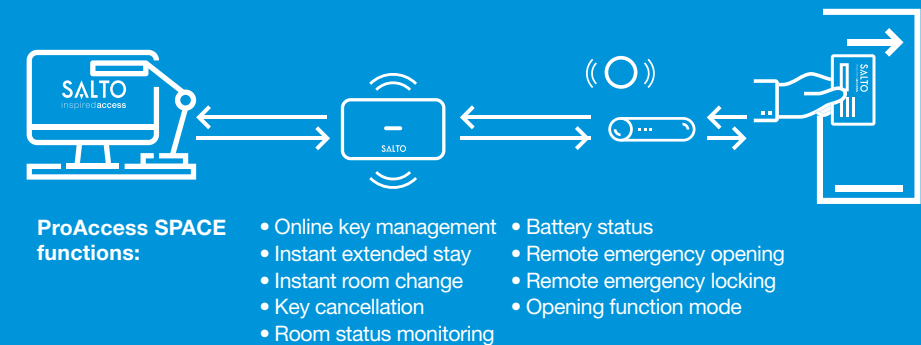 SALTO
inspiredaccess
SALTO
SALTO
ProAccess SPACE
functions:
• Online key management
• Instant extended stay
• Instant room change
• Key cancellation
• Room status monitoring
• Battery status
• Remote emergency opening
• Remote emergency locking
• Opening function mode